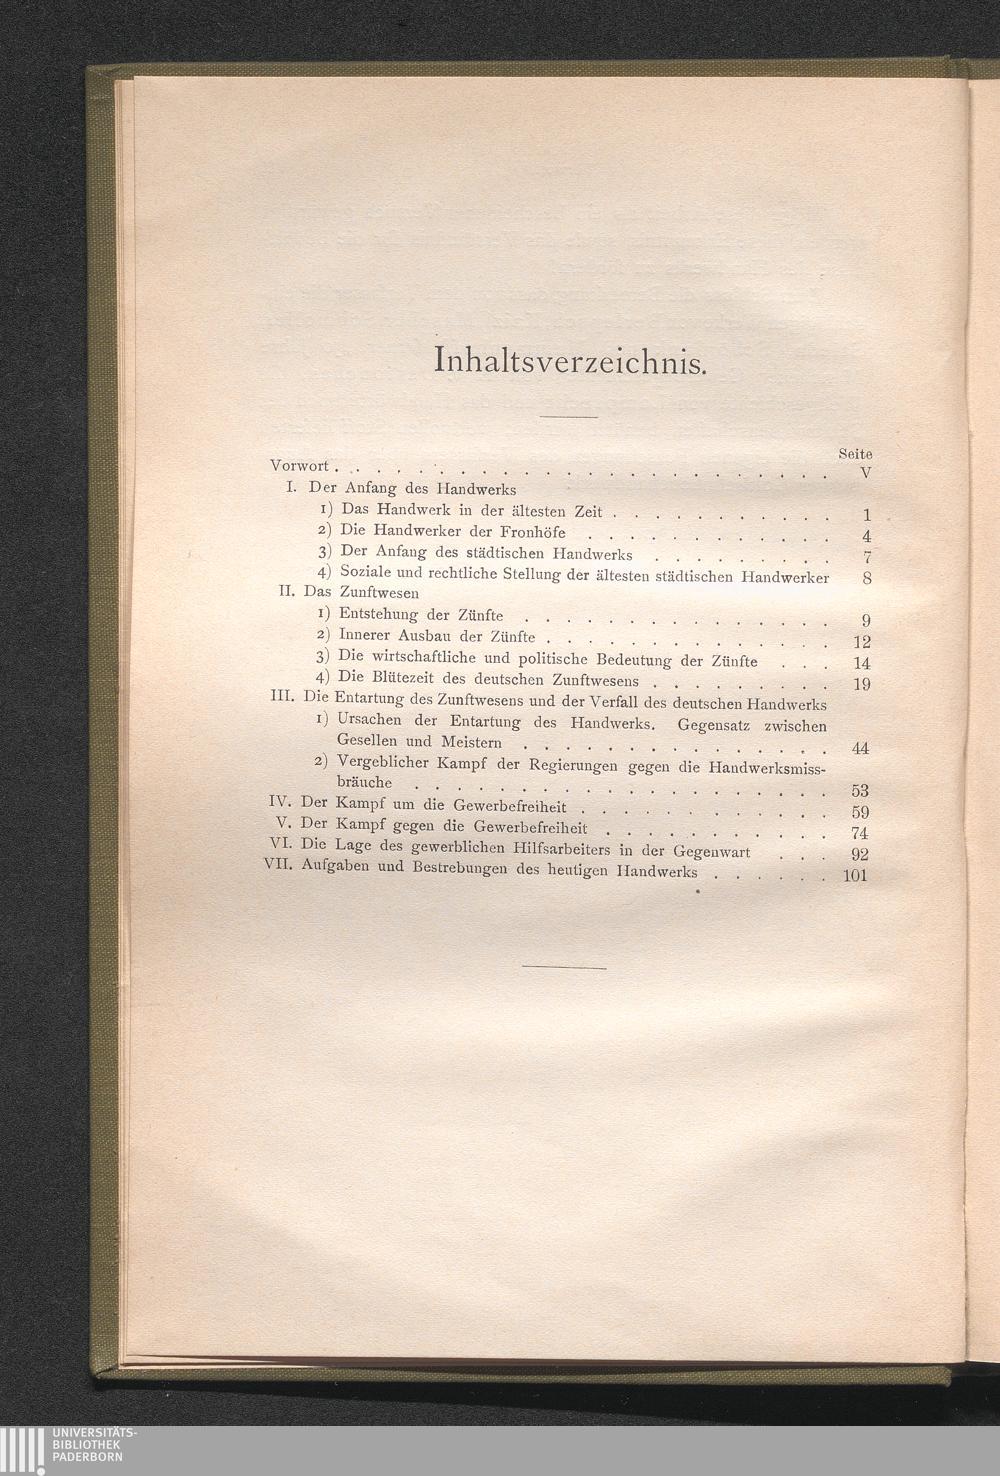 Inhaltsverzeichnis.
Seite
Vorwort . . . . . . . . . . . . . . . . . . . . . . . . V
I. Der Anfang des Handwerks
1) Das Handwerk in der ältesten Zeit . . . . . . . . . . . 1
2) Die Handwerker der Fronhöfe . . . . . . . . . . . . 4
3) Der Anfang des städtischen Handwerks . . . . . . . . . 7
4) Soziale und rechtliche Stellung der ältesten städtischen Handwerker 8
II. Das Zunftwesen
1) Entstehung der Zünfte . . . . . . . . . . . . . . . 9
2) Innerer Ausbau der Zünfte . . . . . . . . . . . . . . 12
3) Die wirtschaftliche und politische Bedeutung der Zünfte . . . 14
4) Die Blütezeit des deutschen Zunftwesens . . . . . . . . . 19
III. Die Entartung des Zunftwesens und der Verfall des deutschen Handwerks
1) Ursachen der Entartung des Handwerks. Gegensatz zwischen
Gesellen und Meistern . . . . . . . . . . . . . . . 44
2) Vergeblicher Kampf der Regierungen gegen die Handwerksmiss-
bräuche . . . . . . . . . . . . . . . . . . . . 53
IV. Der Kampf um die Gewerbefreiheit . . . . . . . . . . . . 59
V. Der Kampf gegen die Gewerbefreiheit . . . . . . . . . . . 74
VI. Die Lage des gewerblichen Hilfsarbeiters in der Gegenwart . . . 92
VII. Aufgaben und Bestrebungen des heutigen Handwerks . . . . . . 101
UNIVERSITÄTS-
BIBLIOTHEK
PADERBORN